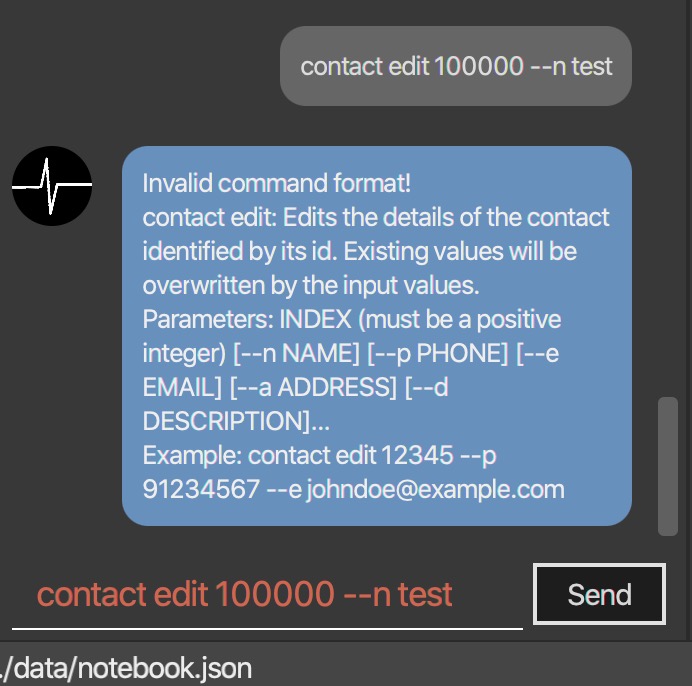 contact edit 100000 --n test
Invalid command format!
contact edit: Edits the details of the contact
identified by its id. Existing values will be
overwritten by the input values.
Parameters: INDEX (must be a positive
integer) [--n NAME] [--p PHONE] [--e
EMAIL] [--a ADDRESS] [--d
DESCRIPTION]...
Example: contact edit 12345 --p
91234567 --e johndoe@example.com
contact edit 100000 --n test
Send
./data/notebook.json